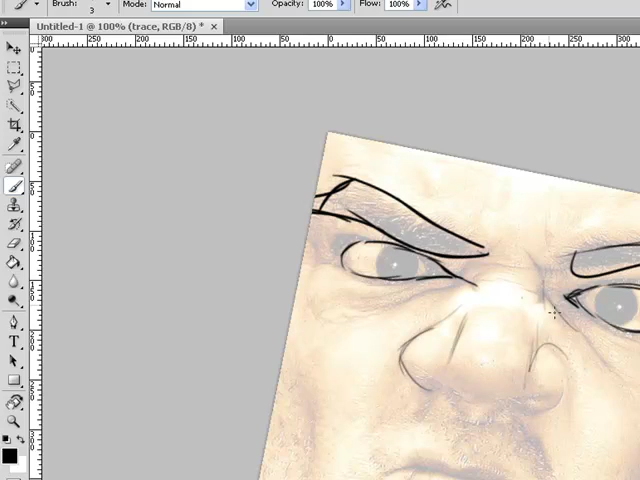 Brush: 3 Mode: Normal Opacity: 100% Flow: 100%
Untitled-1 @ 100% (trace, RGB/8) *
300 250 200 150 100 50 0 50 100 150 200 250 300
T